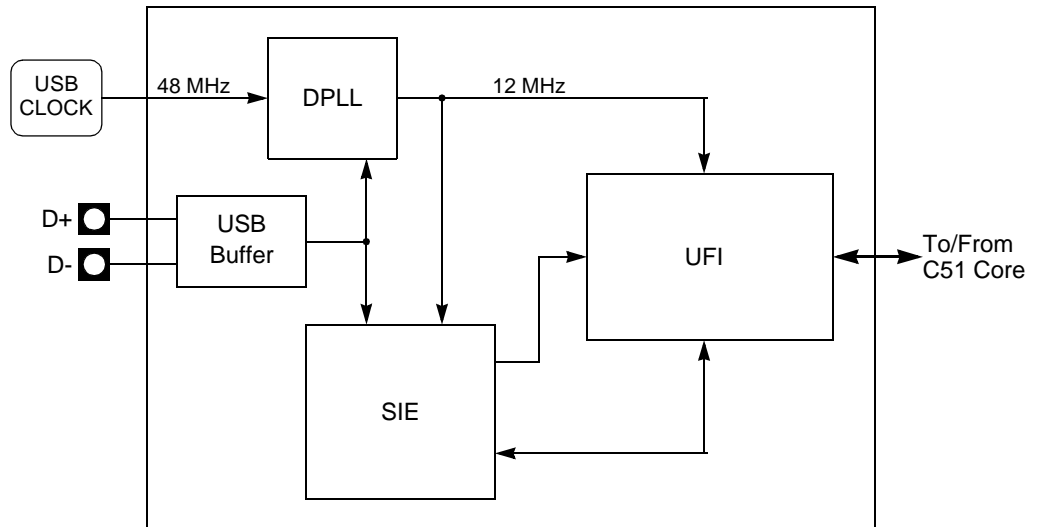 USB
CLOCK
48 MHz
DPLL
12 MHz
D+
D-
USB
Buffer
UFI
To/From
C51 Core
SIE